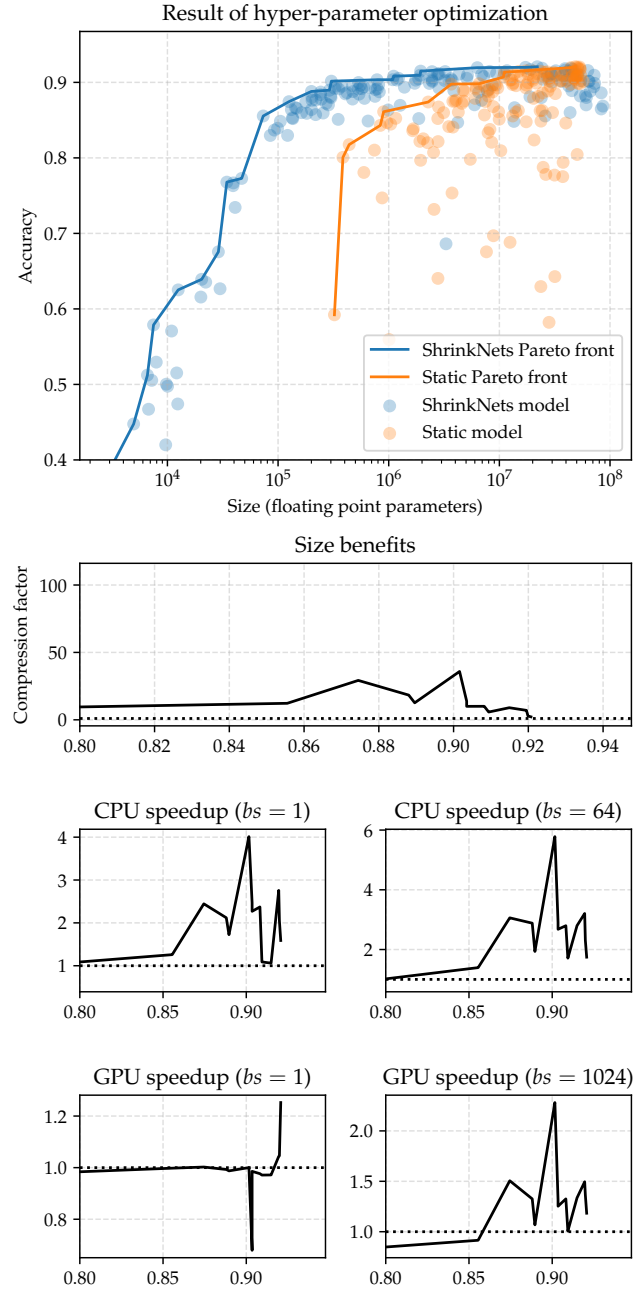 Result of hyper-parameter optimization
0.9
0.8
0.7
0.6
0.5
0.4
Accuracy
ShrinkNets Pareto front
Static Pareto front
ShrinkNets model
Static model
10^4 10^5 10^6 10^7 10^8
Size (floating point parameters)
Size benefits
100
50
0
Compression factor
0.80 0.82 0.84 0.86 0.88 0.90 0.92 0.94
CPU speedup (bs = 1)
4
3
2
1
0.80 0.85 0.90
CPU speedup (bs = 64)
6
4
2
0.80 0.85 0.90
GPU speedup (bs = 1)
1.2
1.0
0.8
0.80 0.85 0.90
GPU speedup (bs = 1024)
2.0
1.5
1.0
0.80 0.85 0.90